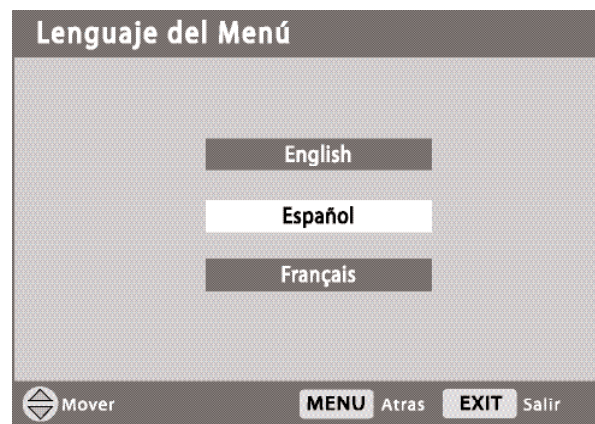 Lenguaje del Menú
English
Español
Français
Mover MENU Atras EXIT Salir